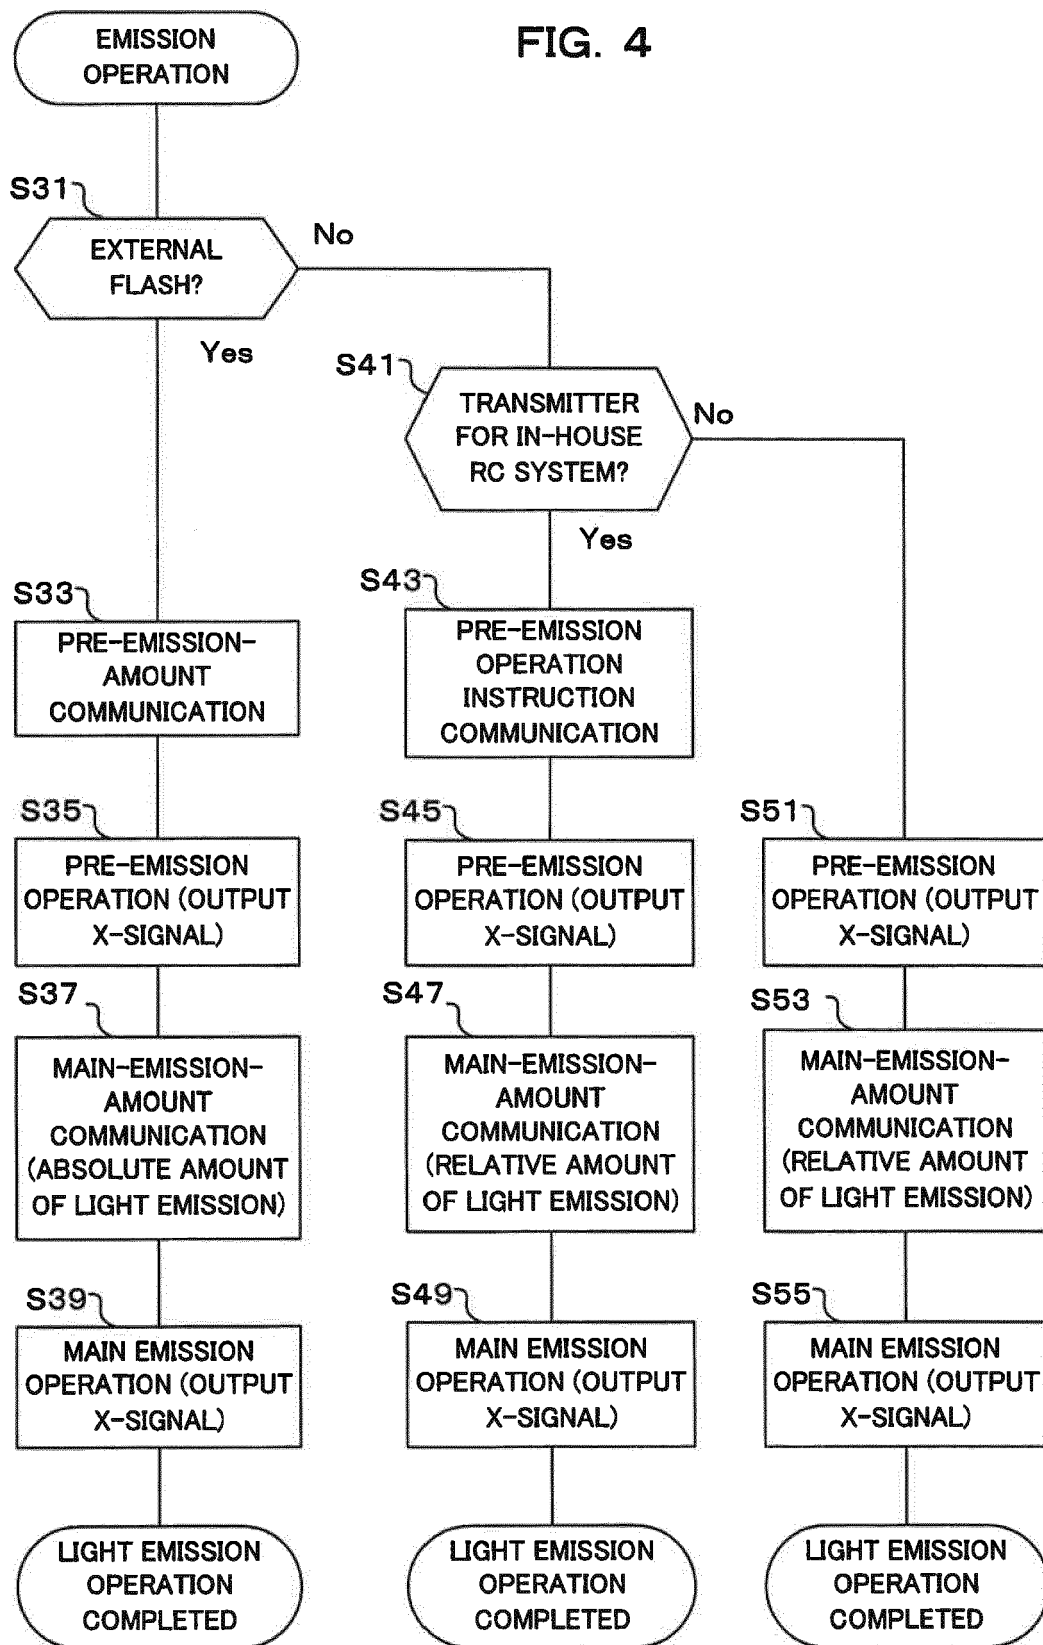 FIG. 4
EMISSION
OPERATION
S31
EXTERNAL
FLASH?
No
Yes
S41
TRANSMITTER
FOR IN-HOUSE
RC SYSTEM?
No
Yes
S33
PRE-EMISSION-
AMOUNT
COMMUNICATION
S43
PRE-EMISSION
OPERATION
INSTRUCTION
COMMUNICATION
S35
PRE-EMISSION
OPERATION (OUTPUT
X-SIGNAL)
S45
PRE-EMISSION
OPERATION (OUTPUT
X-SIGNAL)
S51
PRE-EMISSION
OPERATION (OUTPUT
X-SIGNAL)
S37
MAIN-EMISSION-
AMOUNT
COMMUNICATION
(ABSOLUTE AMOUNT
OF LIGHT EMISSION)
S47
MAIN-EMISSION-
AMOUNT
COMMUNICATION
(RELATIVE AMOUNT
OF LIGHT EMISSION)
S53
MAIN-EMISSION-
AMOUNT
COMMUNICATION
(RELATIVE AMOUNT
OF LIGHT EMISSION)
S39
MAIN EMISSION
OPERATION (OUTPUT
X-SIGNAL)
S49
MAIN EMISSION
OPERATION (OUTPUT
X-SIGNAL)
S55
MAIN EMISSION
OPERATION (OUTPUT
X-SIGNAL)
LIGHT EMISSION
OPERATION
COMPLETED
LIGHT EMISSION
OPERATION
COMPLETED
LIGHT EMISSION
OPERATION
COMPLETED